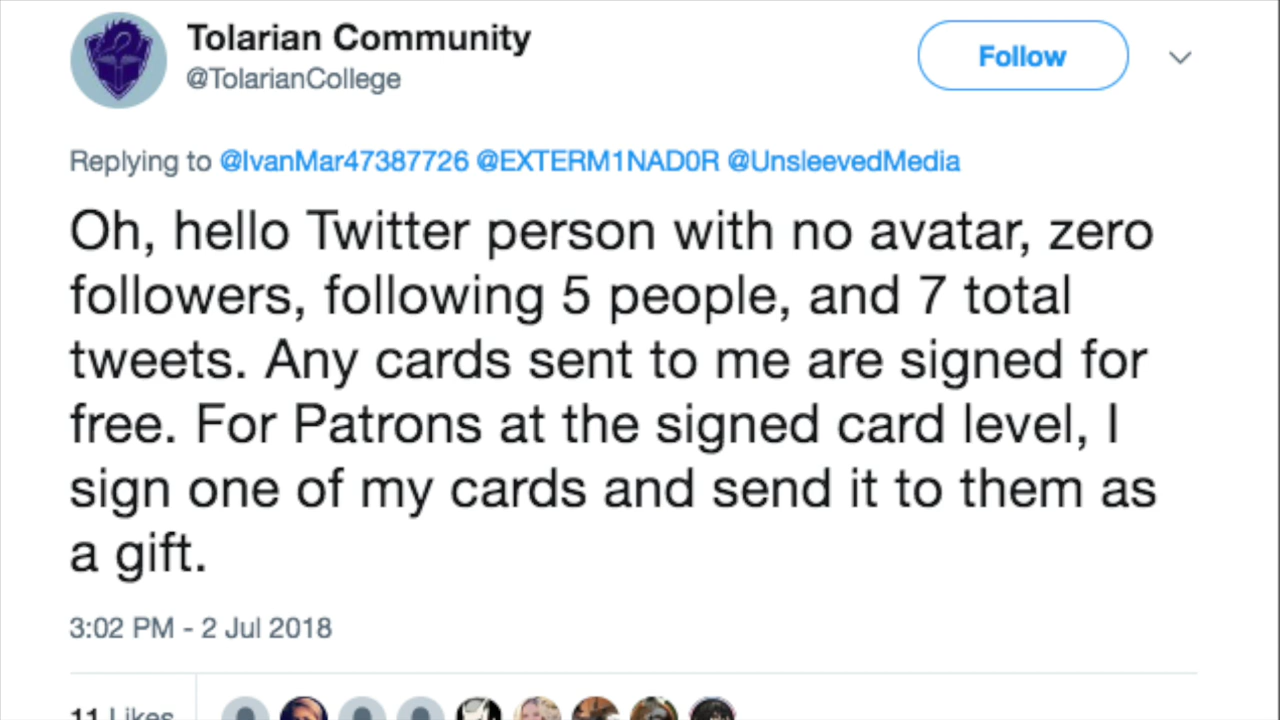 Tolarian Community
@TolarianCollege
Follow
Replying to @IvanMar47387726 @EXTERM1NAD0R @UnsleevedMedia
Oh, hello Twitter person with no avatar, zero
followers, following 5 people, and 7 total
tweets. Any cards sent to me are signed for
free. For Patrons at the signed card level, I
sign one of my cards and send it to them as
a gift.
3:02 PM - 2 Jul 2018
11 Likes